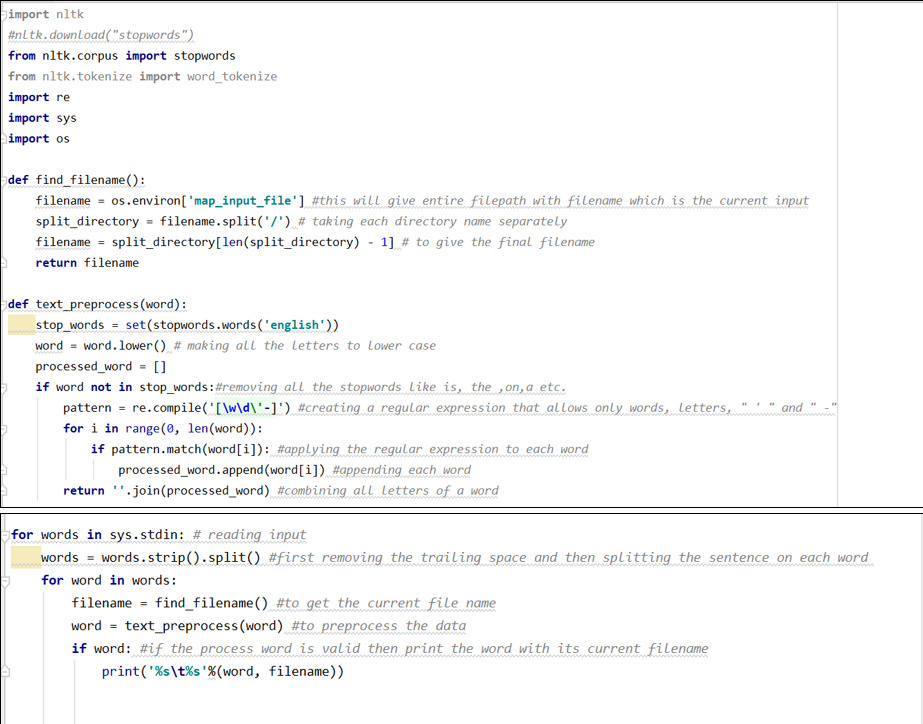 import nltk
#nltk.download("stopwords")
from nltk.corpus import stopwords
from nltk.tokenize import word_tokenize
import re
import sys
import os
def find_filename():
    filename = os.environ['map_input_file'] #this will give entire filepath with filename which is the current input
    split_directory = filename.split('/') # taking each directory name separately
    filename = split_directory[len(split_directory) - 1] # to give the final filename
    return filename
def text_preprocess(word):
    stop_words = set(stopwords.words('english'))
    word = word.lower() # making all the letters to lower case
    processed_word = []
    if word not in stop_words:#removing all the stopwords like is, the ,on,a etc.
        pattern = re.compile('[\w\d\'-]') #creating a regular expression that allows only words, letters, " ' " and " -"
        for i in range(0, len(word)):
            if pattern.match(word[i]): #applying the regular expression to each word
                processed_word.append(word[i]) #appending each word
        return ''.join(processed_word) #combining all letters of a word
for words in sys.stdin: # reading input
    words = words.strip().split() #first removing the trailing space and then splitting the sentence on each word
    for word in words:
        filename = find_filename() #to get the current file name
        word = text_preprocess(word) #to preprocess the data
        if word: #if the process word is valid then print the word with its current filename
            print('%s\t%s'%(word, filename))